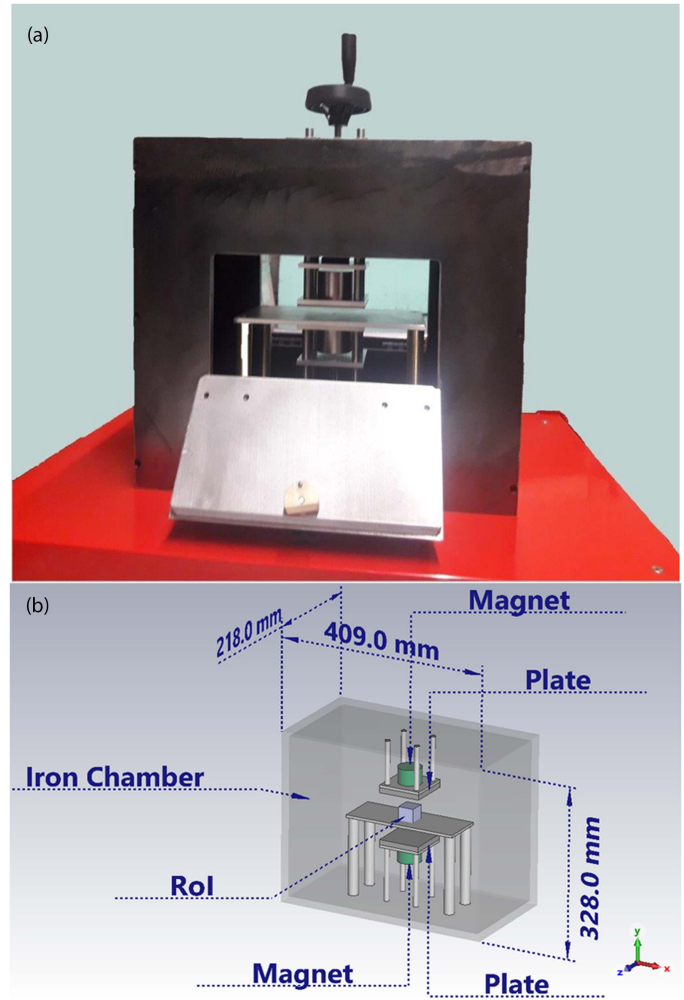 (a)
(b)
Magnet
218.0 mm
409.0 mm
Plate
Iron Chamber
RoI
328.0 mm
Magnet
Plate
y
z
x